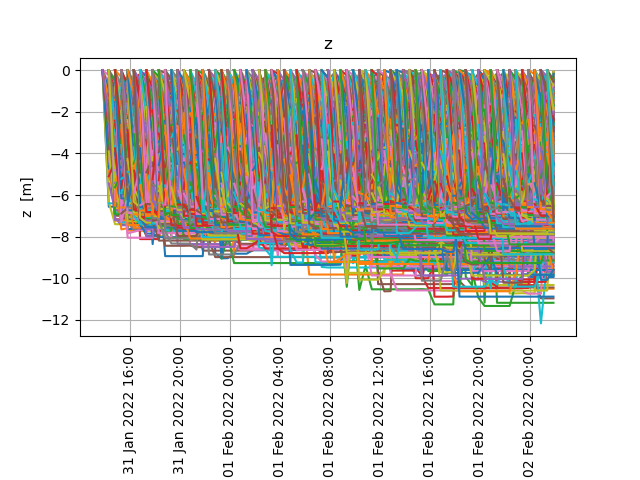 z
0
−2
−4
−6
−8
−10
−12
z [m]
31 Jan 2022 16:00
31 Jan 2022 20:00
01 Feb 2022 00:00
01 Feb 2022 04:00
01 Feb 2022 08:00
01 Feb 2022 12:00
01 Feb 2022 16:00
01 Feb 2022 20:00
02 Feb 2022 00:00